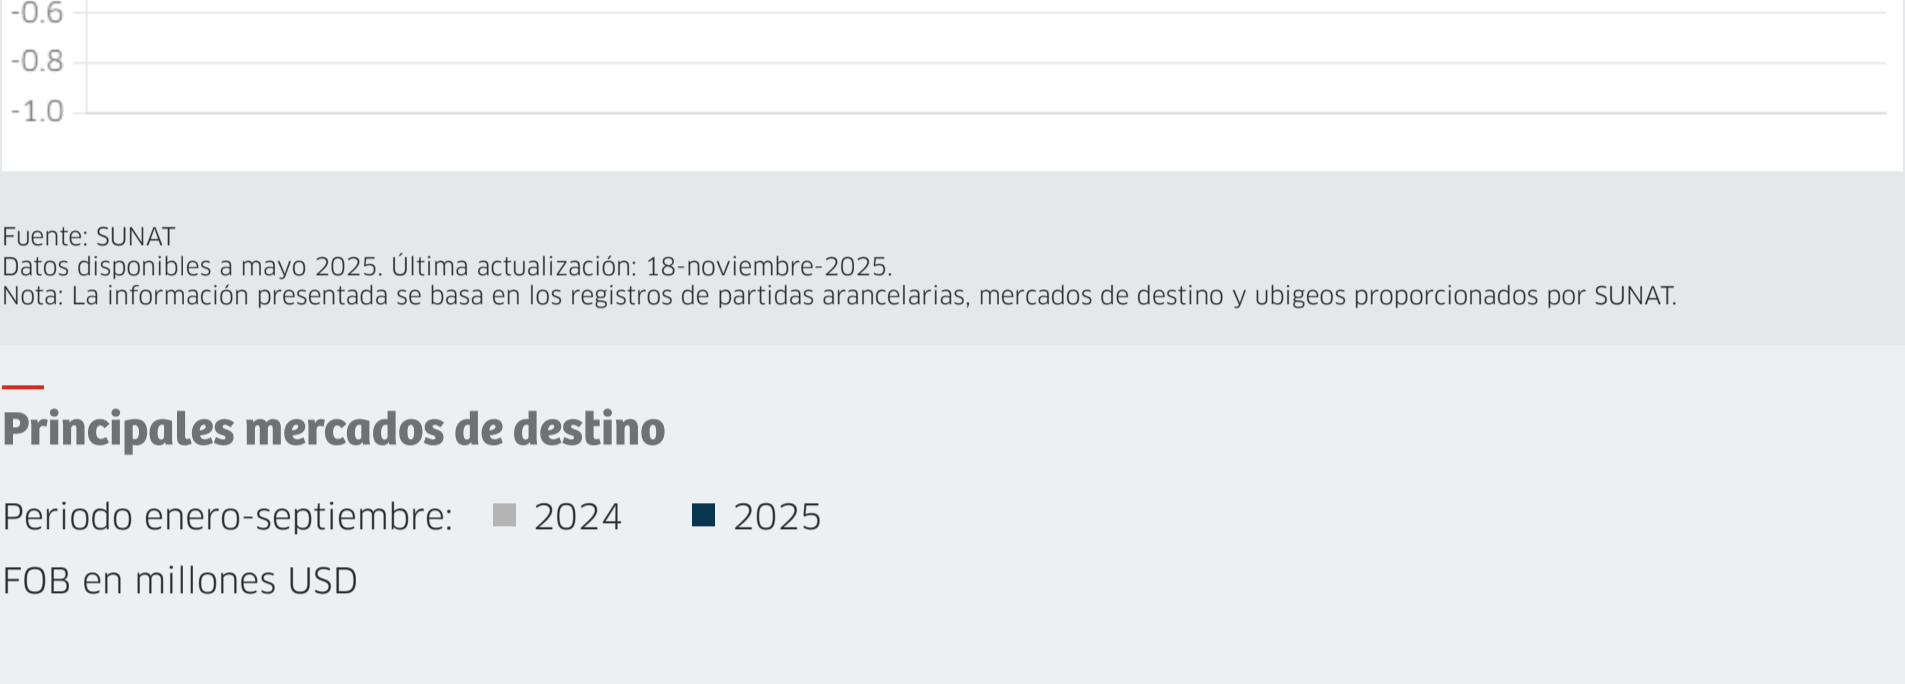 -0.6
-0.8
-1.0
Fuente: SUNAT
Datos disponibles a mayo 2025. Última actualización: 18-noviembre-2025.
Nota: La información presentada se basa en los registros de partidas arancelarias, mercados de destino y ubigeos proporcionados por SUNAT.
Principales mercados de destino
Periodo enero-septiembre: 2024 2025
FOB en millones USD